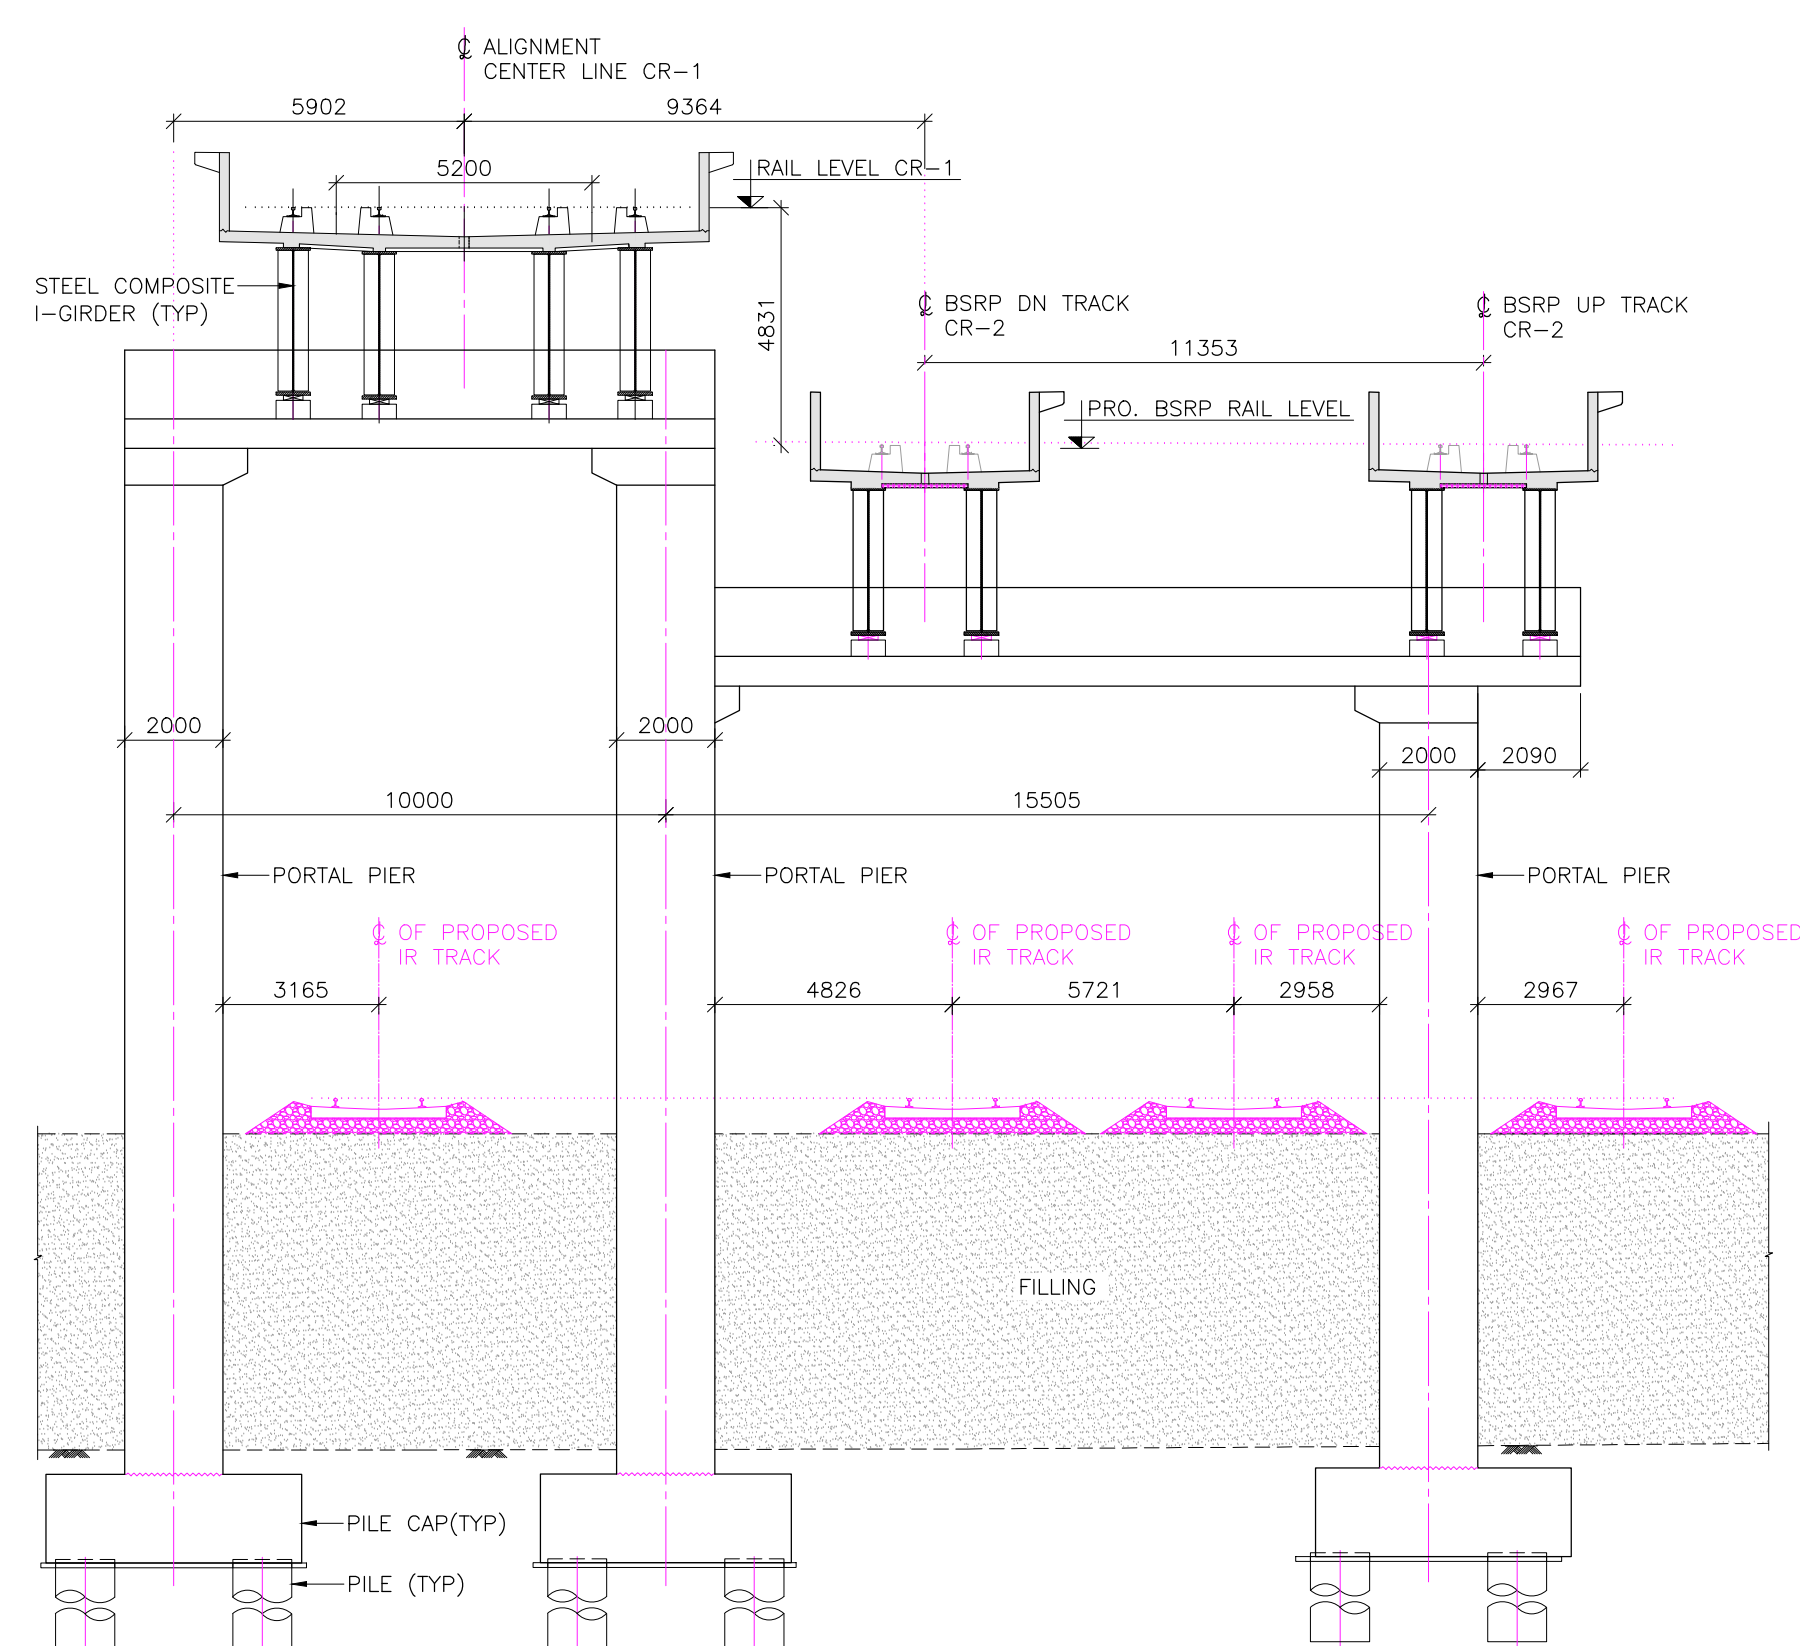 ℄ ALIGNMENT
CENTER LINE CR-1
5902
9364
5200
RAIL LEVEL CR-1
STEEL COMPOSITE
I-GIRDER (TYP)
4831
℄ BSRP DN TRACK
CR-2
℄ BSRP UP TRACK
CR-2
11353
PRO. BSRP RAIL LEVEL
2000
2000
2000
2090
10000
15505
PORTAL PIER
PORTAL PIER
PORTAL PIER
℄ OF PROPOSED
IR TRACK
℄ OF PROPOSED
IR TRACK
℄ OF PROPOSED
IR TRACK
℄ OF PROPOSED
IR TRACK
3165
4826
5721
2958
2967
FILLING
PILE CAP(TYP)
PILE (TYP)